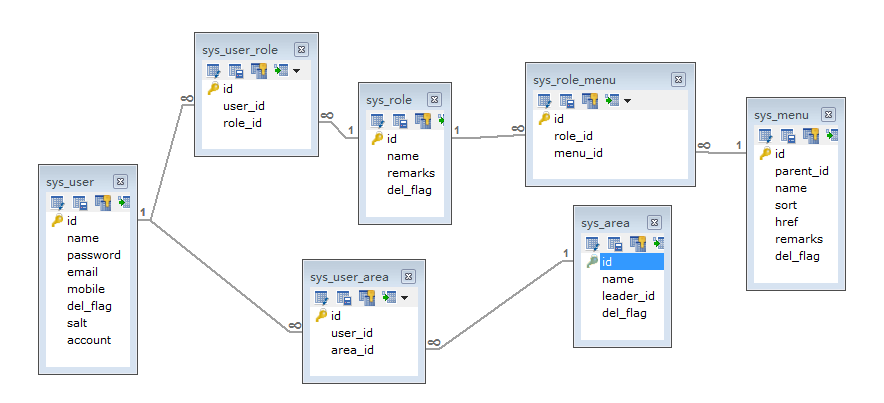 sys_user_role
id
user_id
role_id
sys_role
id
name
remarks
del_flag
sys_role_menu
id
role_id
menu_id
sys_menu
id
parent_id
name
sort
href
remarks
del_flag
sys_user
id
name
password
email
mobile
del_flag
salt
account
sys_user_area
id
user_id
area_id
sys_area
id
name
leader_id
del_flag
1
∞
∞
1
1
∞
∞
1
∞
∞
1